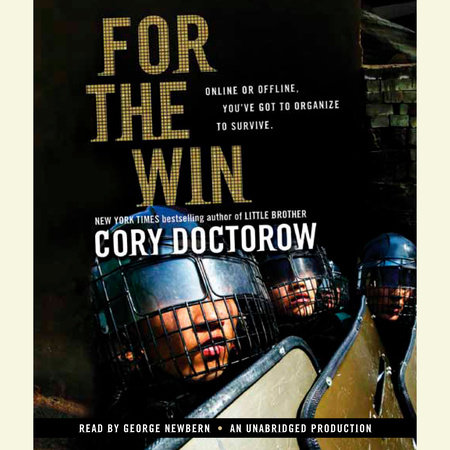 FOR
THE
WIN
ONLINE OR OFFLINE,
YOU'VE GOT TO ORGANIZE
TO SURVIVE.
NEW YORK TIMES bestselling author of LITTLE BROTHER
CORY DOCTOROW
READ BY GEORGE NEWBERN • AN UNABRIDGED PRODUCTION